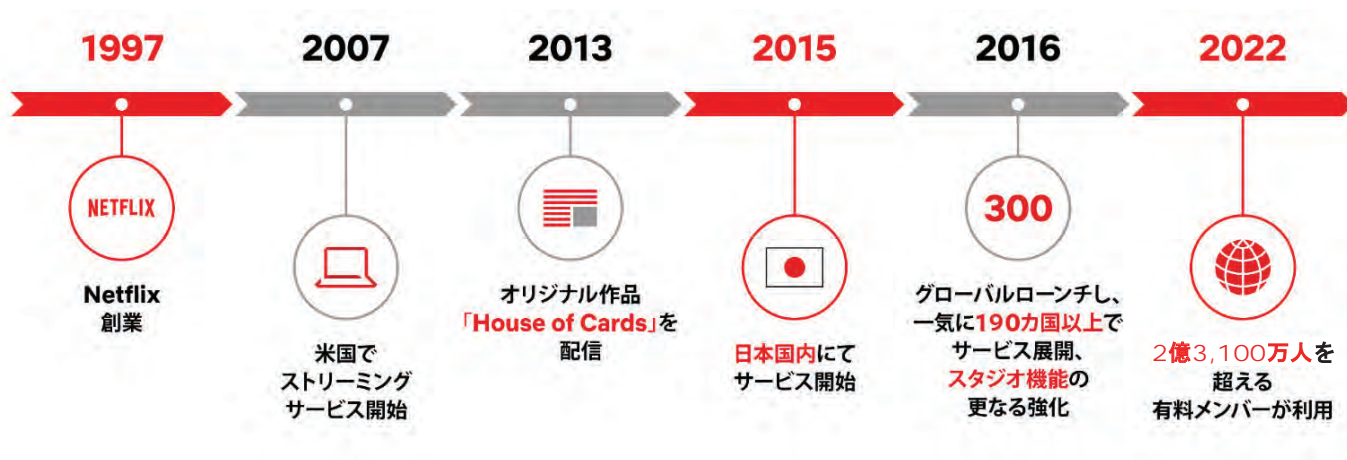 1997
NETFLIX
Netflix
創業
2007
米国で
ストリーミング
サービス開始
2013
オリジナル作品
「House of Cards」を
配信
2015
日本国内にて
サービス開始
2016
300
グローバルローンチし、
一気に190カ国以上で
サービス展開、
スタジオ機能の
更なる強化
2022
2億3,100万人を
超える
有料メンバーが利用